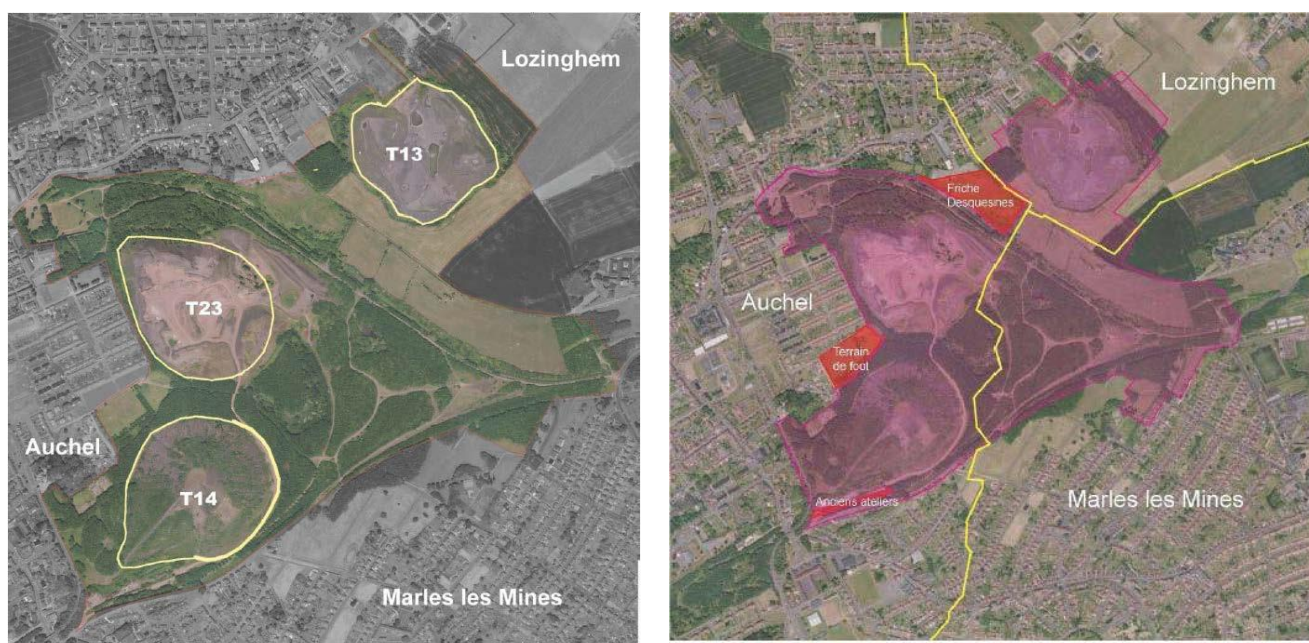 Lozinghem
T13
T23
Auchel
T14
Marles les Mines
Lozinghem
Friche
Desquesnes
Auchel
Terrain
de foot
Anciens ateliers
Marles les Mines